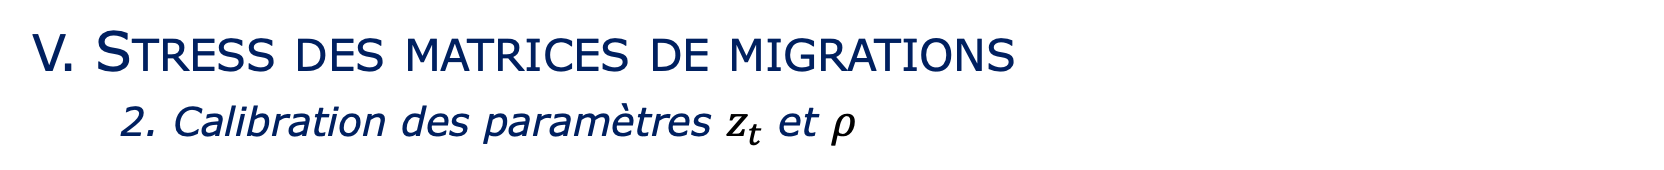 V. STRESS DES MATRICES DE MIGRATIONS
2. Calibration des paramètres z_t et ρ